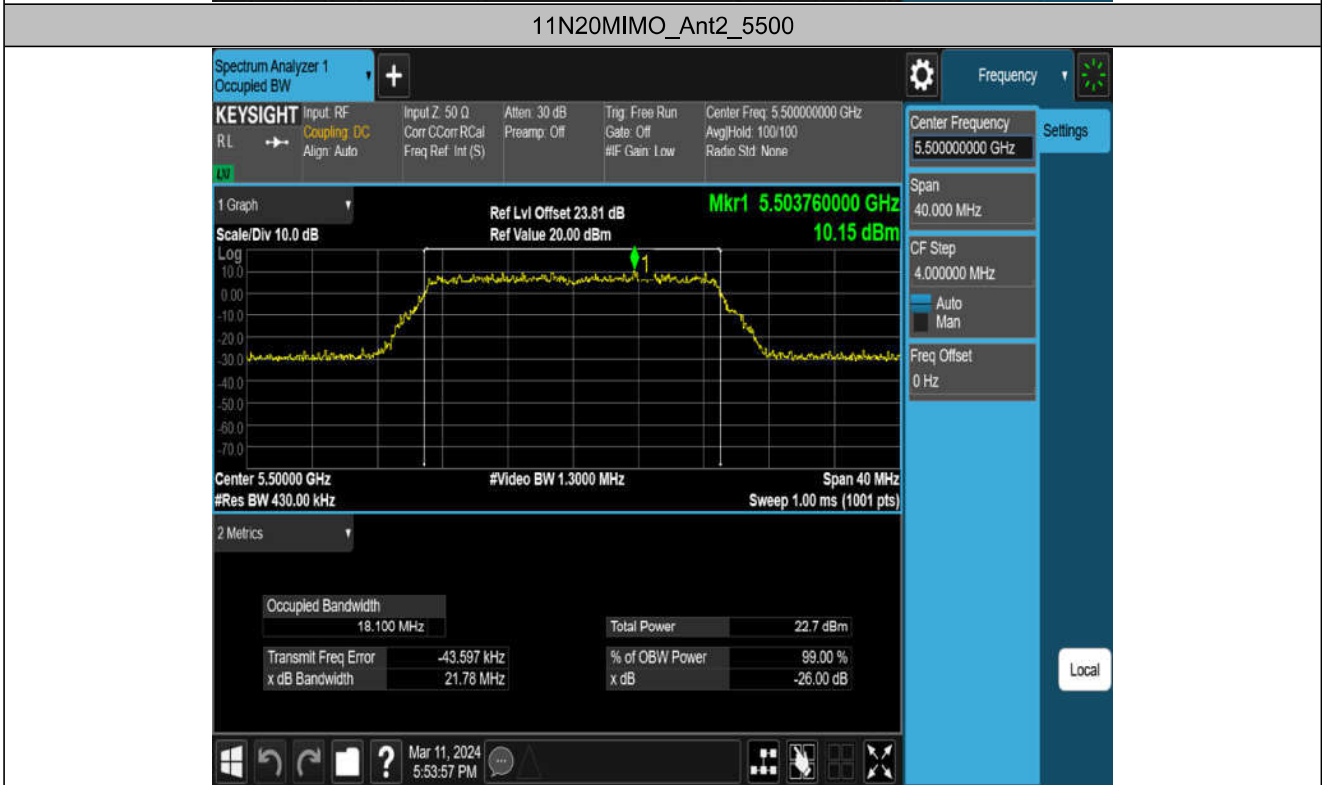 11N20MIMO_Ant2_5500
Spectrum Analyzer 1
Occupied BW
Frequency
KEYSIGHT
R L
LXI
Input: RF
Coupling: DC
Align: Auto
Input Z: 50 Ω
Corr CCorr RCal
Freq Ref: Int (S)
Atten: 30 dB
Preamp: Off
Trig: Free Run
Gate: Off
#IF Gain: Low
Center Freq: 5.500000000 GHz
Avg|Hold: 100/100
Radio Std: None
Center Frequency
5.500000000 GHz
Settings
Span
40.000 MHz
CF Step
4.000000 MHz
Auto
Man
Freq Offset
0 Hz
Local
1 Graph
Scale/Div 10.0 dB
Ref Lvl Offset 23.81 dB
Ref Value 20.00 dBm
Mkr1 5.503760000 GHz
10.15 dBm
Log
1
10.0
0.00
-10.0
-20.0
-30.0
-40.0
-50.0
-60.0
-70.0
Center 5.50000 GHz
#Video BW 1.3000 MHz
Span 40 MHz
#Res BW 430.00 kHz
Sweep 1.00 ms (1001 pts)
2 Metrics
Occupied Bandwidth
18.100 MHz
Total Power 22.7 dBm
Transmit Freq Error -43.597 kHz
% of OBW Power 99.00 %
x dB Bandwidth 21.78 MHz
x dB -26.00 dB
?
Mar 11, 2024
5:53:57 PM